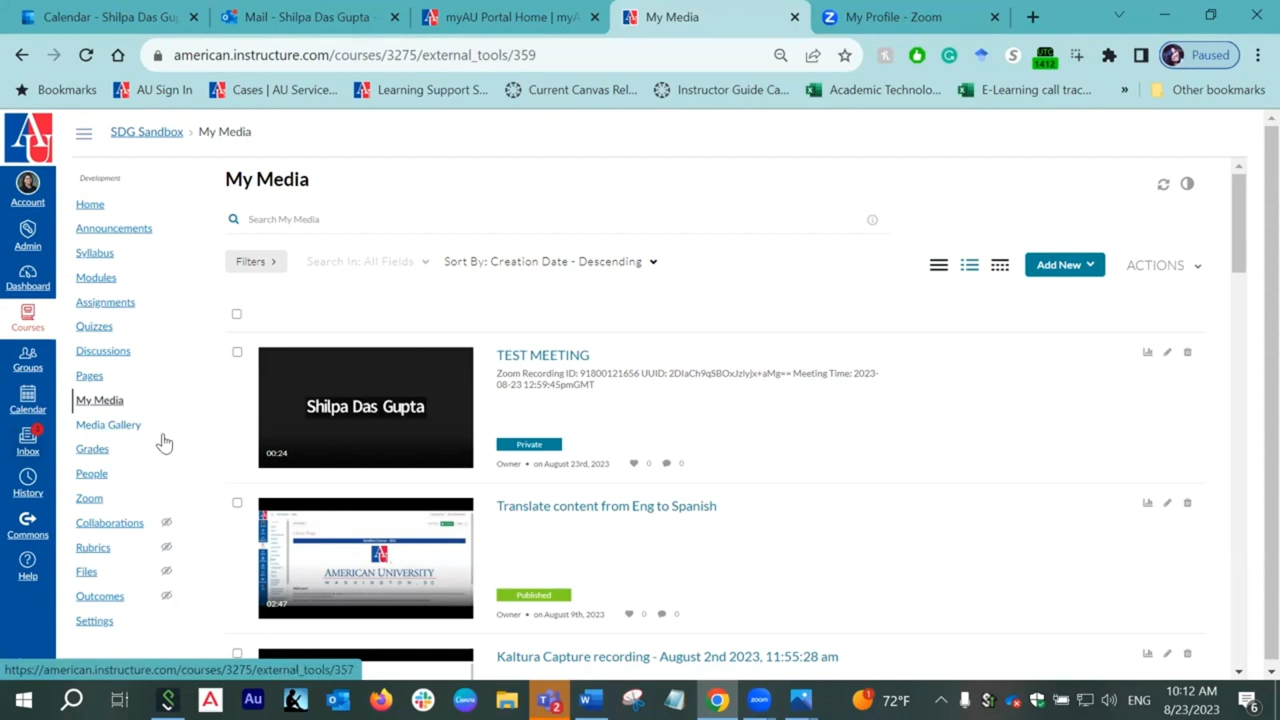 Calendar - Shilpa Das Gu
Mail - Shilpa Das Gupta -
myAU Portal Home | myA
My Media
My Profile - Zoom
american.instructure.com/courses/3275/external_tools/359
UTC
1412
Paused
Bookmarks
AU Sign In
Cases | AU Service...
Learning Support S...
Current Canvas Rel...
Instructor Guide Ca...
Academic Technolo...
E-Learning call trac...
»
Other bookmarks
AU
SDG Sandbox › My Media
Account
Admin
Dashboard
Courses
Groups
Calendar
Inbox
History
Commons
Help
Development
Home
Announcements
Syllabus
Modules
Assignments
Quizzes
Discussions
Pages
My Media
Media Gallery
Grades
People
Zoom
Collaborations
Rubrics
Files
Outcomes
Settings
My Media
Search My Media
Filters
Search In: All Fields
Sort By: Creation Date - Descending
Add New
ACTIONS
Shilpa Das Gupta
00:24
TEST MEETING
Zoom Recording ID: 91800121656 UUID: 2DIaCh9qSBOxJzlyjx+aMg== Meeting Time: 2023-
08-23 12:59:45pmGMT
Private
Owner • on August 23rd, 2023 0 0
AMERICAN UNIVERSITY
02:47
Translate content from Eng to Spanish
Published
Owner • on August 9th, 2023 0 0
Kaltura Capture recording - August 2nd 2023, 11:55:28 am
https://american.instructure.com/courses/3275/external_tools/357
Au
Canva
2
zoom
1
72°F
ENG
10:12 AM
8/23/2023
5